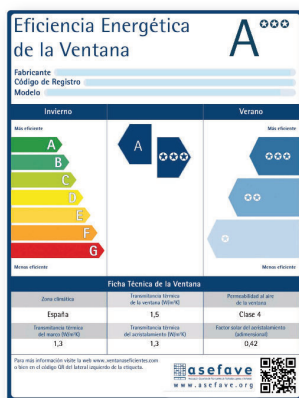 Eficiencia Energética
de la Ventana
A✪✪✪
Fabricante
Código de Registro
Modelo
Invierno
Verano
Más eficiente
Más eficiente
A
B
C
D
E
F
G
A
✪✪✪
✪✪✪
✪✪
✪
Menos eficiente
Menos eficiente
Ficha Técnica de la Ventana
Zona climática
Transmitancia térmica
de la ventana (W/m²K)
Permeabilidad al aire
de la ventana
España
1,5
Clase 4
Transmitancia térmica
del marco (W/m²K)
Transmitancia térmica
del acristalamiento (W/m²K)
Factor solar del acristalamiento
(adimensional)
1,3
1,3
0,42
Para más información visite la web www.ventanaseficientes.com
o bien en el código QR del lateral izquierdo de la etiqueta.
asefave
www.asefave.org